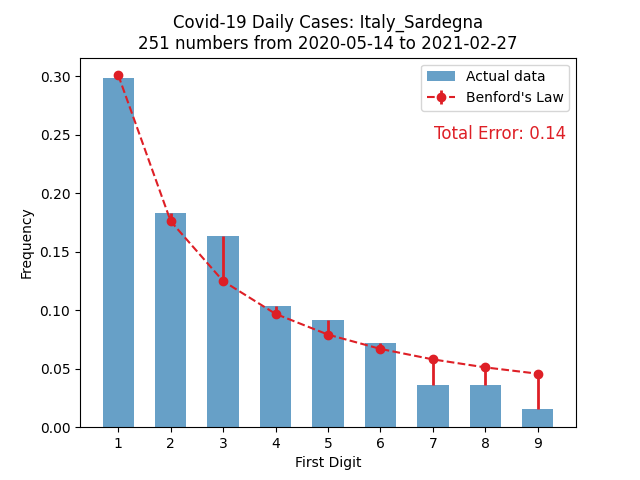 Covid-19 Daily Cases: Italy_Sardegna
251 numbers from 2020-05-14 to 2021-02-27
Actual data
Benford's Law
Total Error: 0.14
Frequency
0.30
0.25
0.20
0.15
0.10
0.05
0.00
1 2 3 4 5 6 7 8 9
First Digit